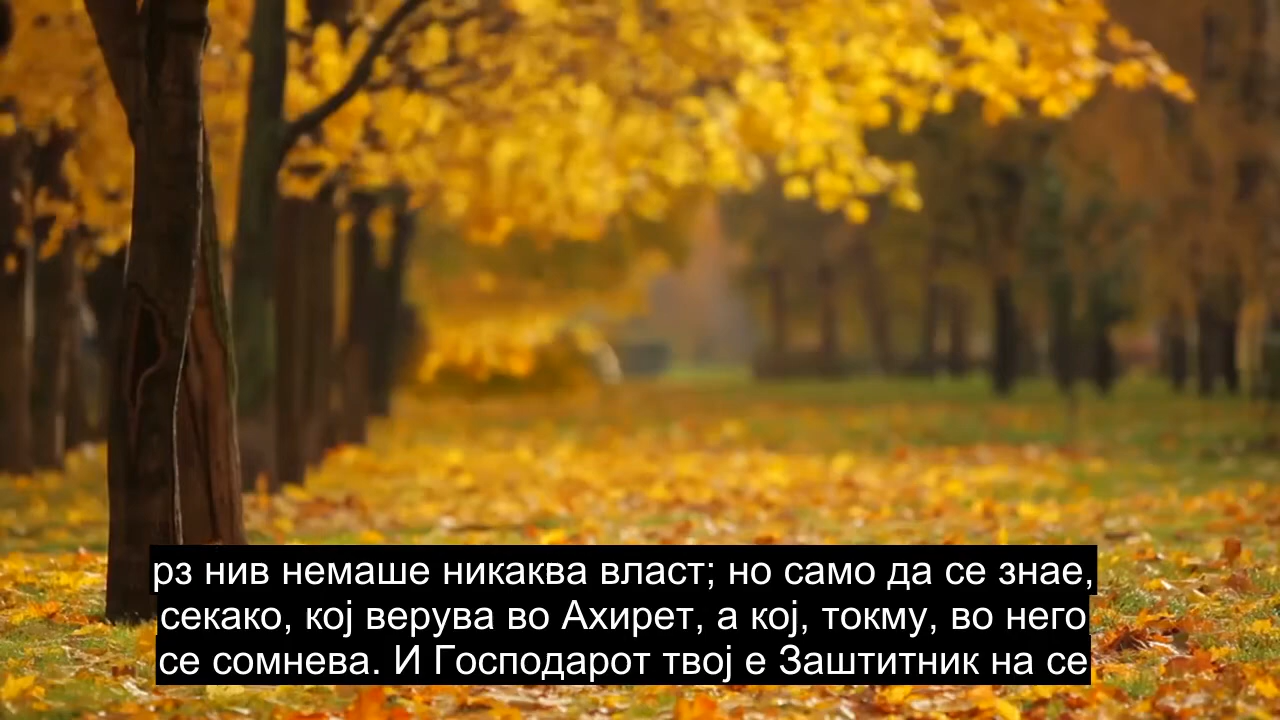 рз нив немаше никаква власт; но само да се знае,
секако, кој верува во Ахирет, а кој, токму, во него
се сомнева. И Господарот твој е Заштитник на се